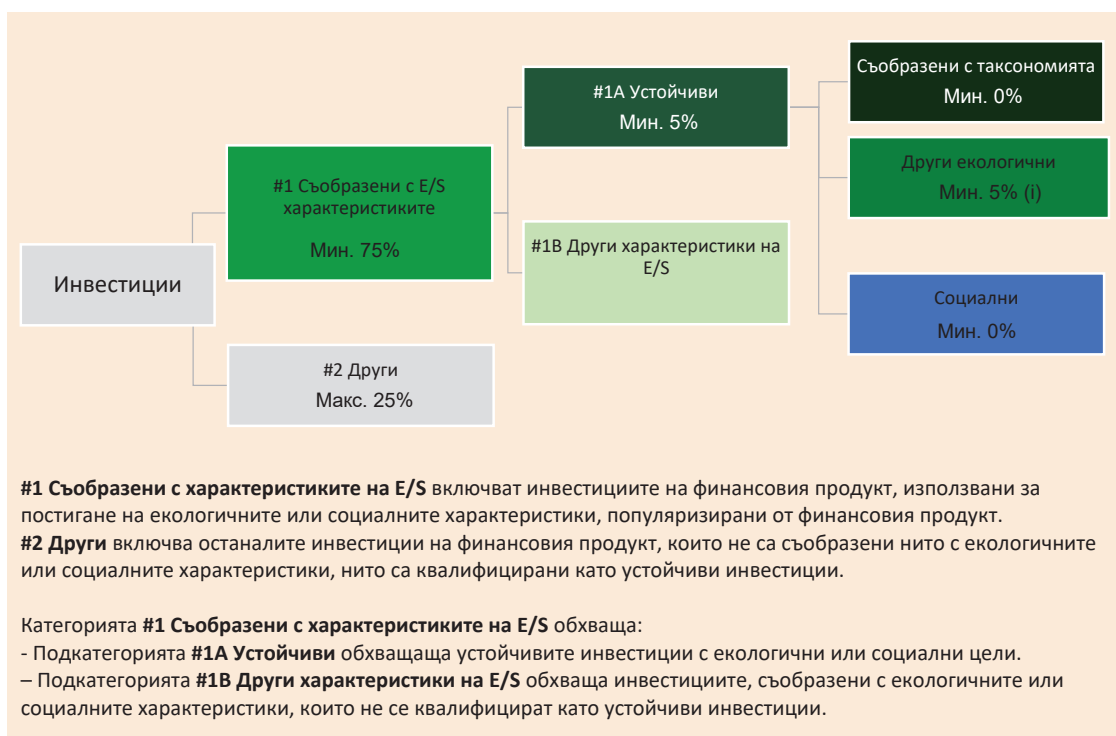 Инвестиции
#1 Съобразени с E/S
характеристиките
Мин. 75%
#2 Други
Макс. 25%
#1A Устойчиви
Мин. 5%
#1B Други характеристики на
E/S
Съобразени с таксономията
Мин. 0%
Други екологични
Мин. 5% (i)
Социални
Мин. 0%
#1 Съобразени с характеристиките на E/S включват инвестициите на финансовия продукт, използвани за
постигане на екологичните или социалните характеристики, популяризирани от финансовия продукт.
#2 Други включва останалите инвестиции на финансовия продукт, които не са съобразени нито с екологичните
или социалните характеристики, нито са квалифицирани като устойчиви инвестиции.
Категорията #1 Съобразени с характеристиките на E/S обхваща:
- Подкатегорията #1A Устойчиви обхващаща устойчивите инвестиции с екологични или социални цели.
– Подкатегорията #1B Други характеристики на E/S обхваща инвестициите, съобразени с екологичните или
социалните характеристики, които не се квалифицират като устойчиви инвестиции.